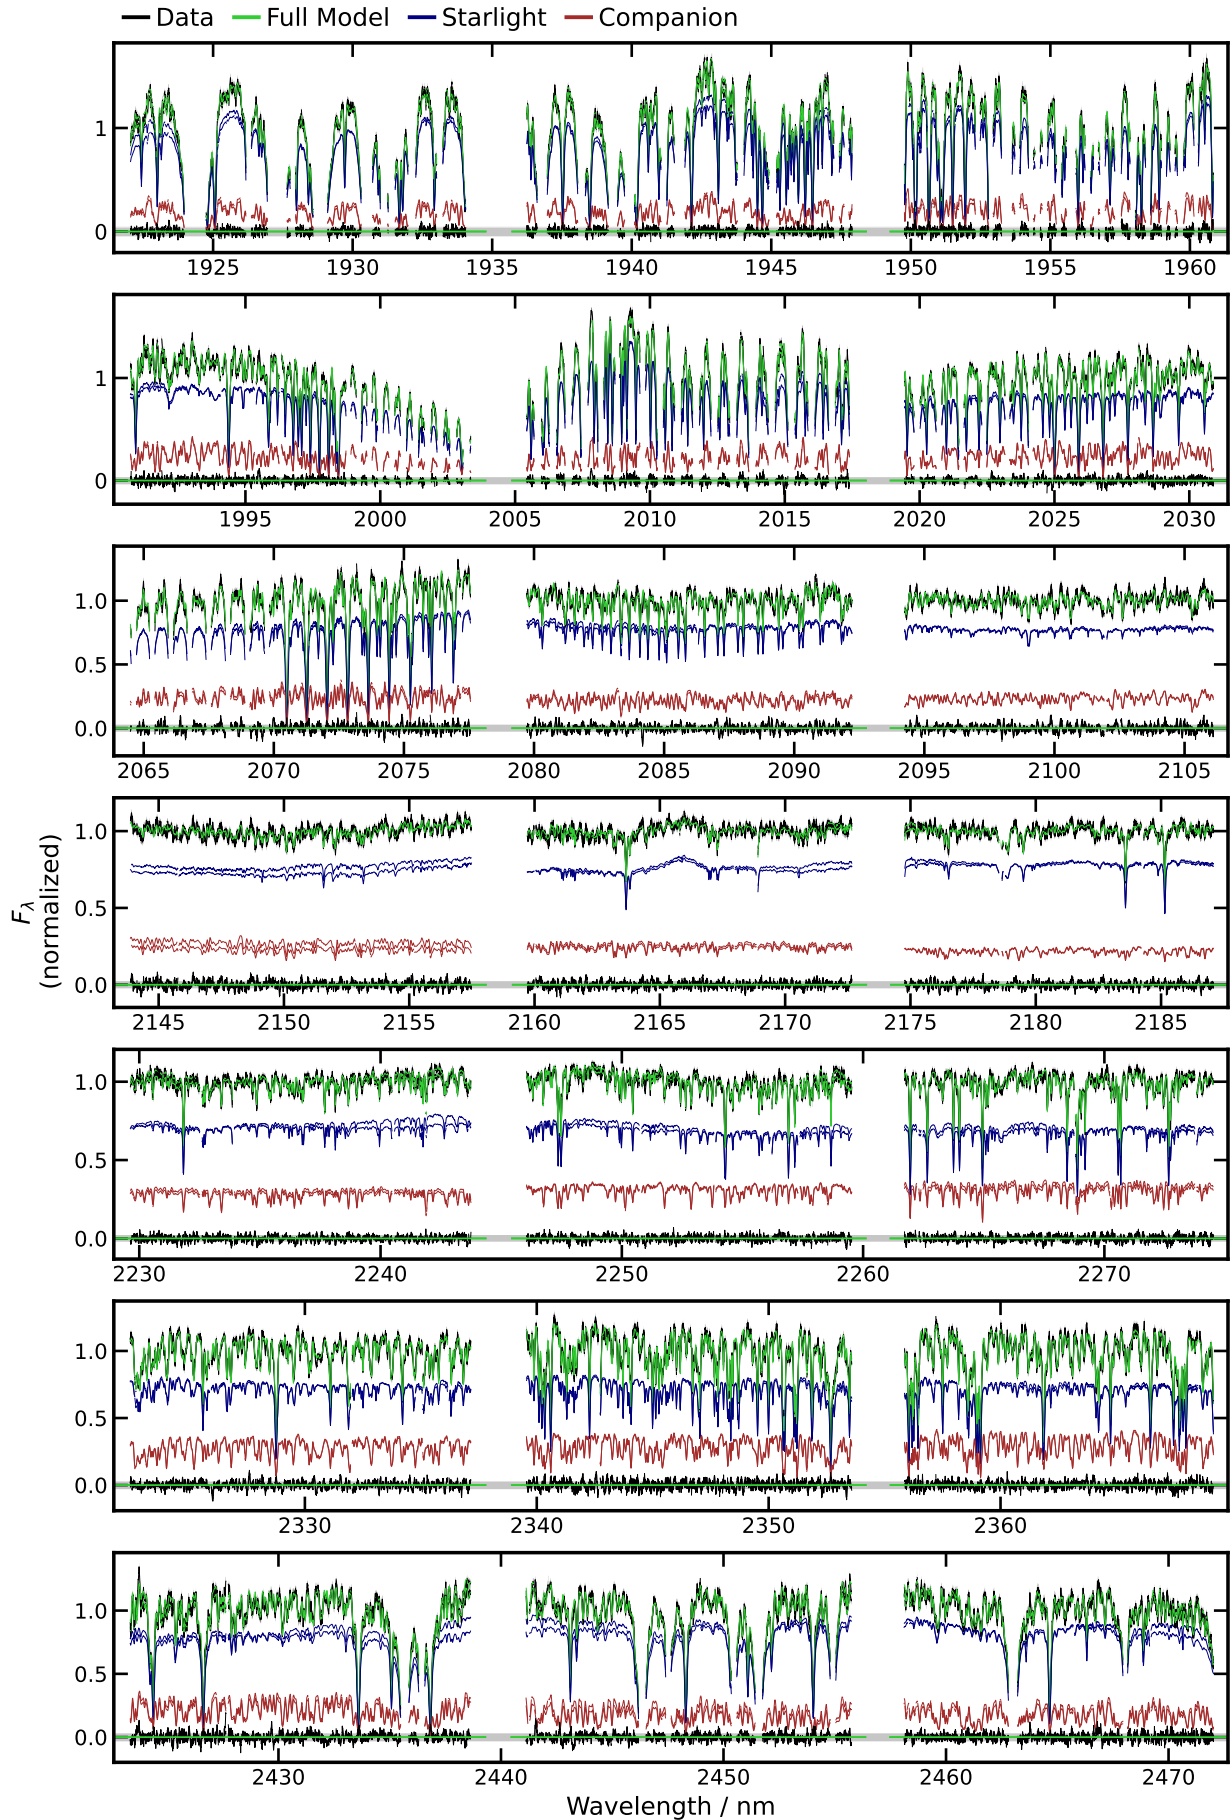 Data Full Model Starlight Companion
1
0
1925 1930 1935 1940 1945 1950 1955 1960
1
0
1995 2000 2005 2010 2015 2020 2025 2030
1.0
0.5
0.0
2065 2070 2075 2080 2085 2090 2095 2100 2105
1.0
0.5
0.0
2145 2150 2155 2160 2165 2170 2175 2180 2185
F_λ
(normalized)
1.0
0.5
0.0
2230 2240 2250 2260 2270
1.0
0.5
0.0
2330 2340 2350 2360
1.0
0.5
0.0
2430 2440 2450 2460 2470
Wavelength / nm